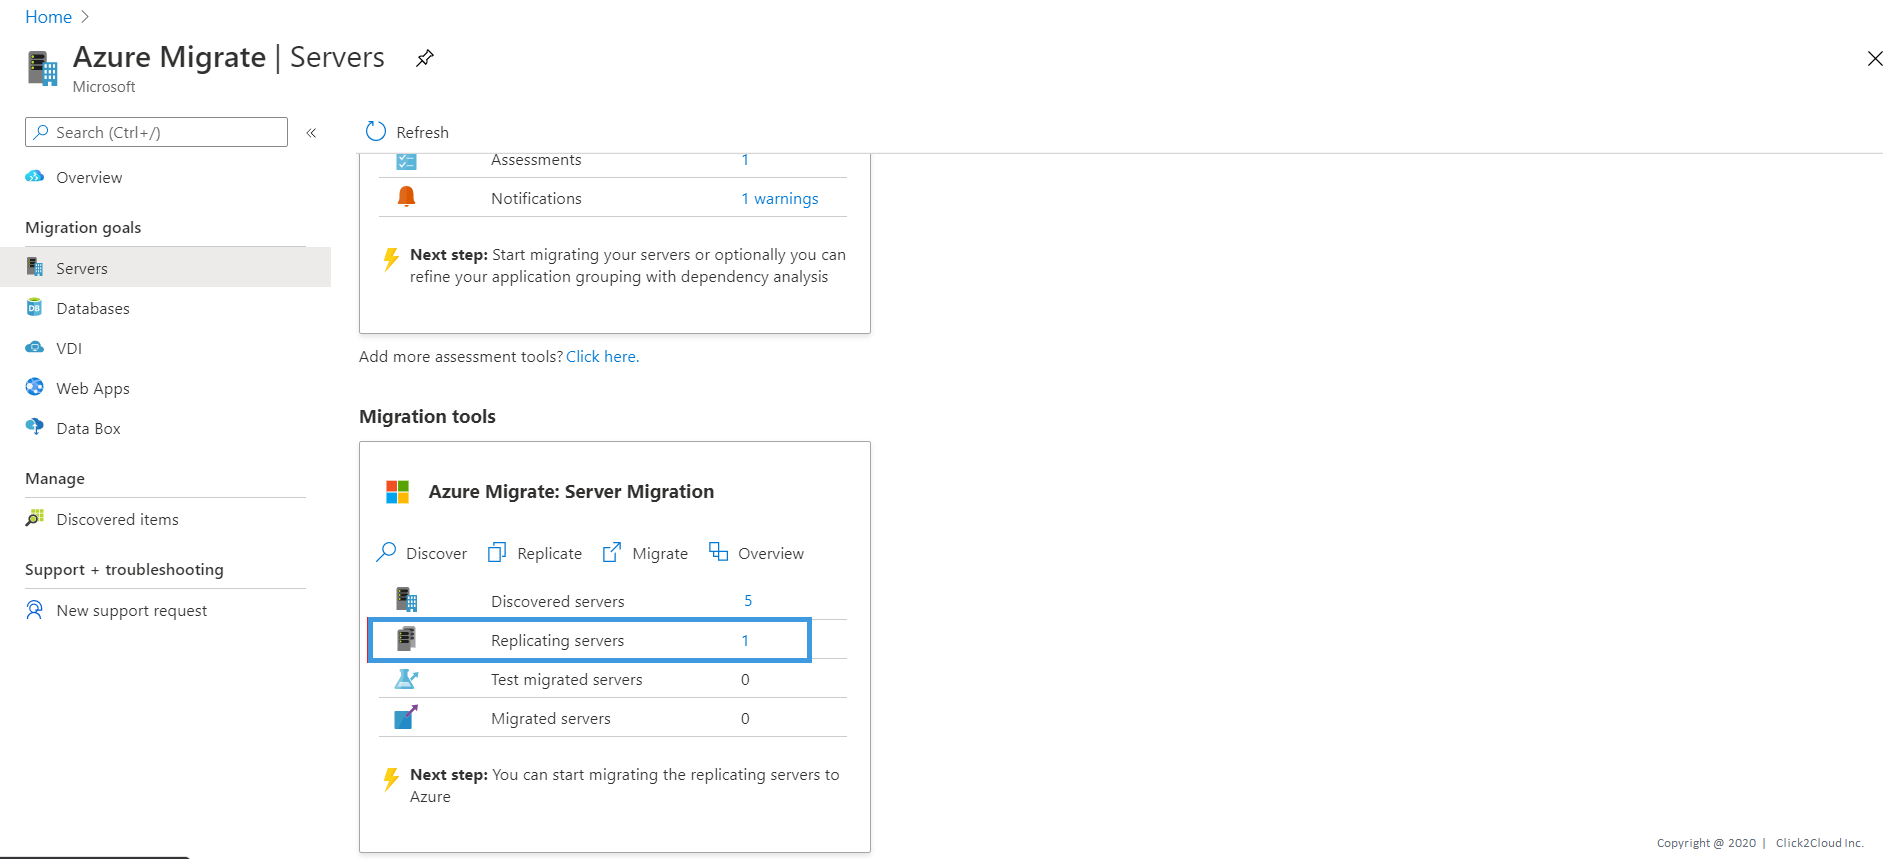 Home
Azure Migrate | Servers
Microsoft
Search (Ctrl+/)
«
Refresh
Overview
Migration goals
Servers
Databases
VDI
Web Apps
Data Box
Manage
Discovered items
Support + troubleshooting
New support request
Assessments 1
Notifications 1 warnings
Next step: Start migrating your servers or optionally you can
refine your application grouping with dependency analysis
Add more assessment tools? Click here.
Migration tools
Azure Migrate: Server Migration
Discover Replicate Migrate Overview
Discovered servers 5
Replicating servers 1
Test migrated servers 0
Migrated servers 0
Next step: You can start migrating the replicating servers to
Azure
Copyright @ 2020 | Click2Cloud Inc.